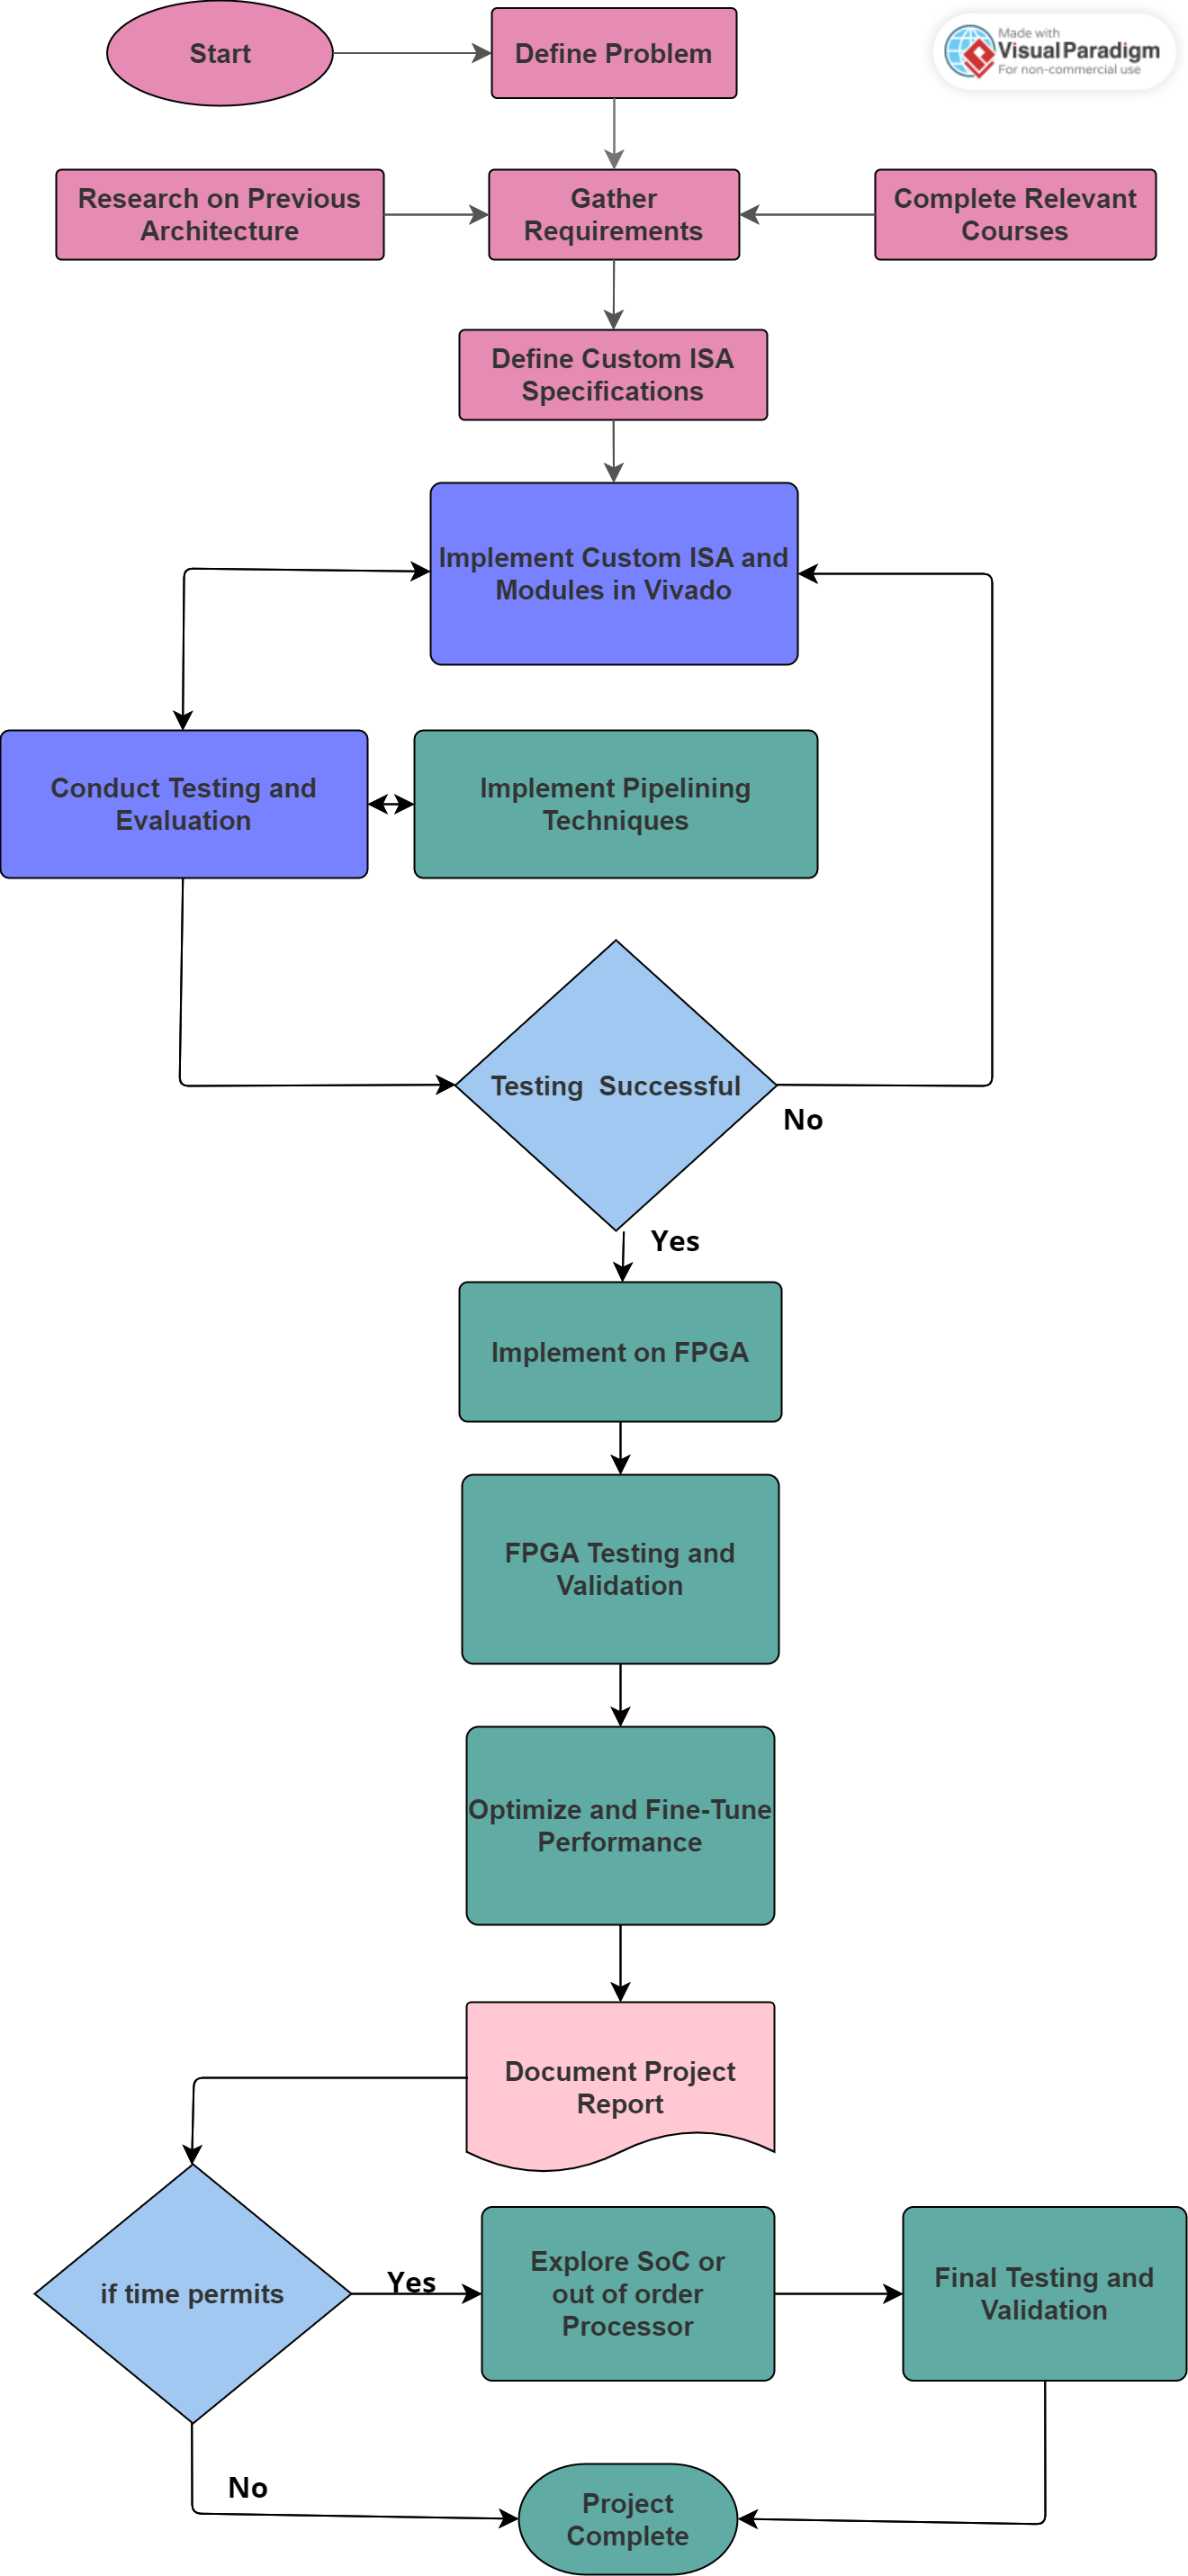 Start
Define Problem
Made with
Visual Paradigm
For non-commercial use
Research on Previous
Architecture
Gather
Requirements
Complete Relevant
Courses
Define Custom ISA
Specifications
Implement Custom ISA and
Modules in Vivado
Conduct Testing and
Evaluation
Implement Pipelining
Techniques
Testing  Successful
No
Yes
Implement on FPGA
FPGA Testing and
Validation
Optimize and Fine-Tune
Performance
Document Project
Report
if time permits
Yes
Explore SoC or
out of order
Processor
Final Testing and
Validation
No
Project
Complete